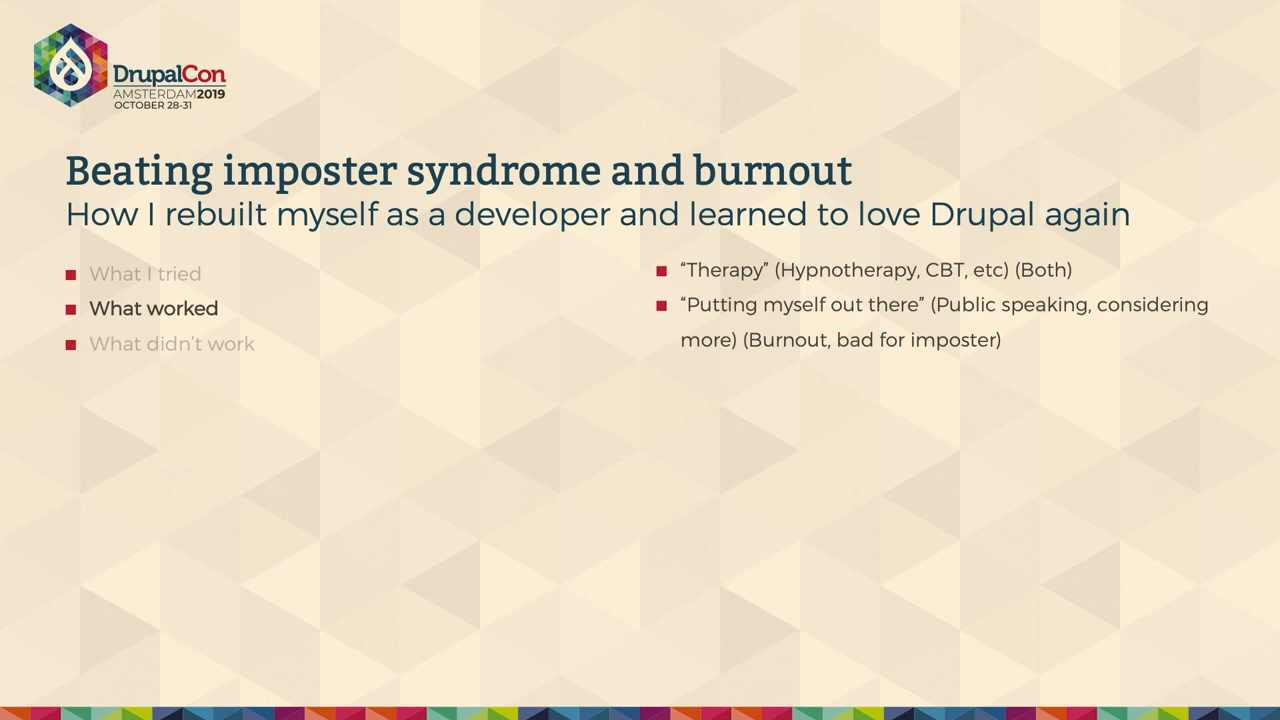 DrupalCon
AMSTERDAM2019
OCTOBER 28-31
Beating imposter syndrome and burnout
How I rebuilt myself as a developer and learned to love Drupal again
What I tried
What worked
What didn’t work
“Therapy” (Hypnotherapy, CBT, etc) (Both)
“Putting myself out there” (Public speaking, considering
more) (Burnout, bad for imposter)